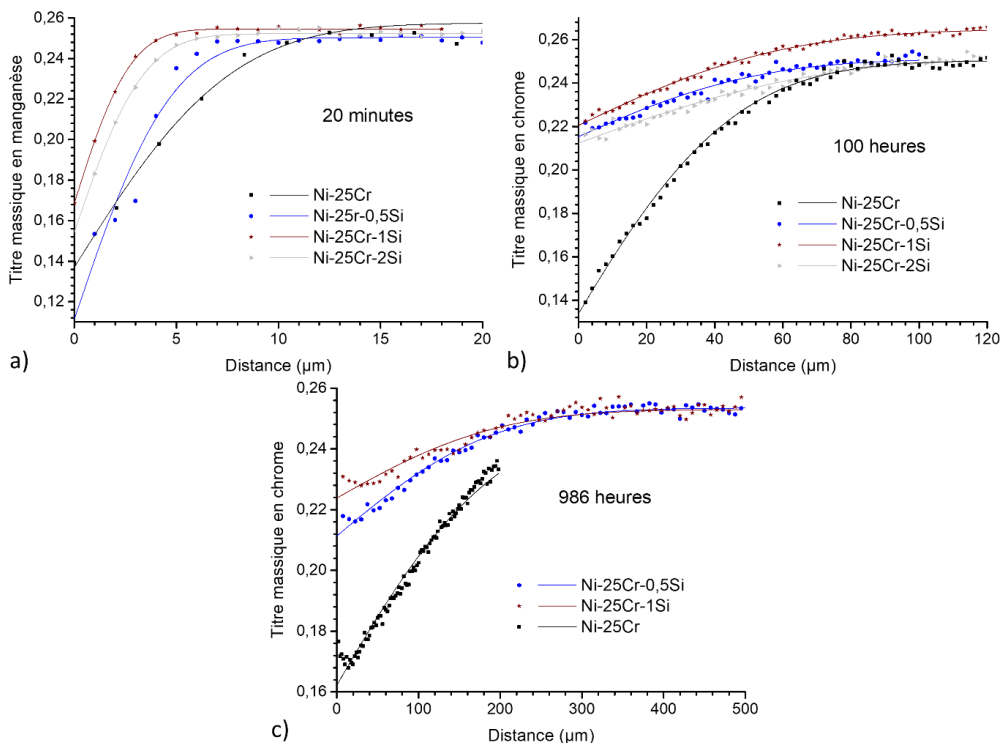 Titre massique en manganèse
0,26
0,24
0,22
0,20
0,18
0,16
0,14
0,12
20 minutes
Ni-25Cr
Ni-25r-0,5Si
Ni-25Cr-1Si
Ni-25Cr-2Si
0 5 10 15 20
Distance (µm)
a)
Titre massique en chrome
0,26
0,24
0,22
0,20
0,18
0,16
0,14
100 heures
Ni-25Cr
Ni-25Cr-0,5Si
Ni-25Cr-1Si
Ni-25Cr-2Si
0 20 40 60 80 100 120
Distance (µm)
b)
Titre massique en chrome
0,26
0,24
0,22
0,20
0,18
0,16
986 heures
Ni-25Cr-0,5Si
Ni-25Cr-1Si
Ni-25Cr
0 100 200 300 400 500
Distance (µm)
c)